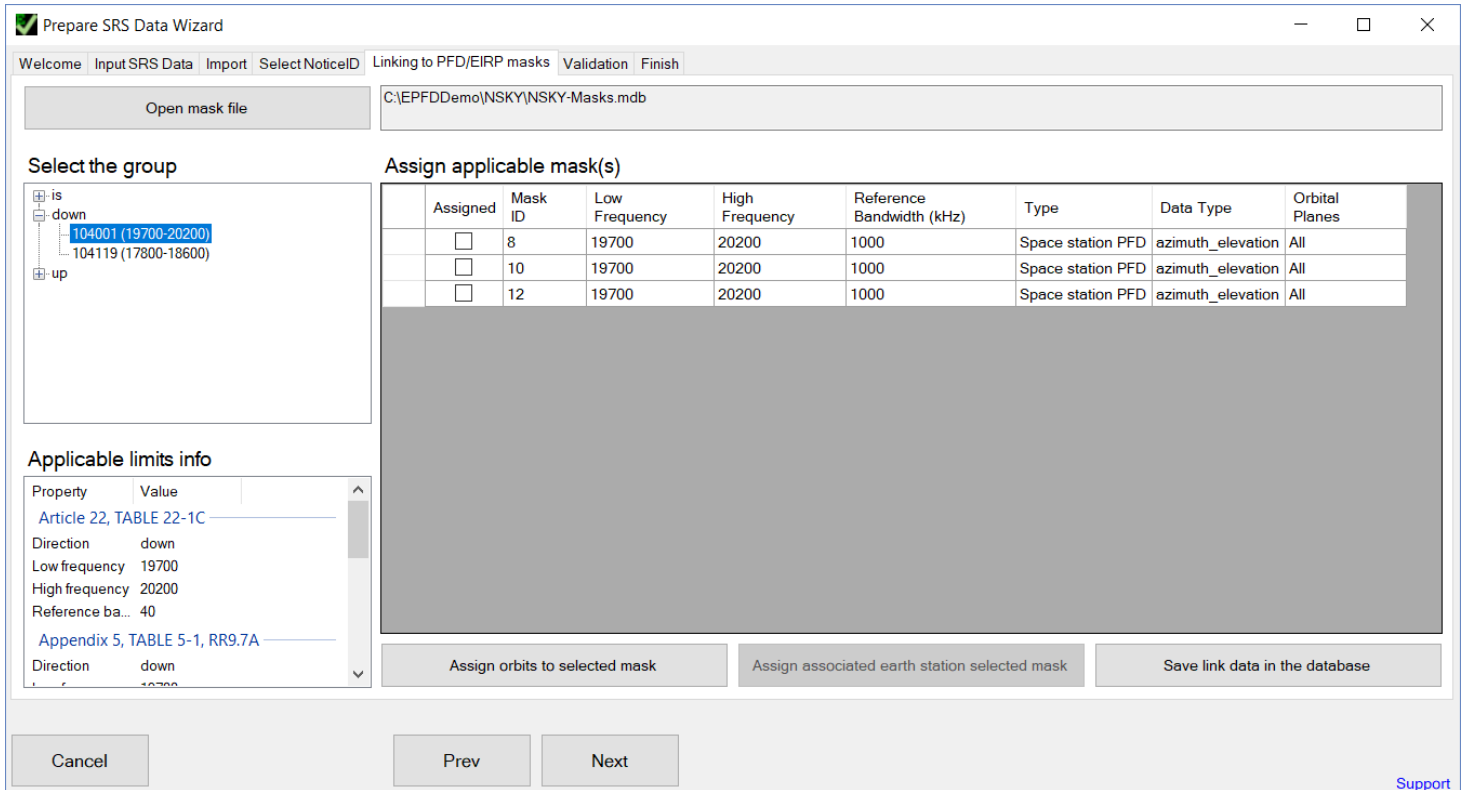 Prepare SRS Data Wizard
Welcome Input SRS Data Import Select NoticeID Linking to PFD/EIRP masks Validation Finish
Open mask file
C:\EPFDDemo\NSKY\NSKY-Masks.mdb
Select the group
is
down
104001 (19700-20200)
104119 (17800-18600)
up
Assign applicable mask(s)
Assigned Mask ID Low Frequency High Frequency Reference Bandwidth (kHz) Type Data Type Orbital Planes
8 19700 20200 1000 Space station PFD azimuth_elevation All
10 19700 20200 1000 Space station PFD azimuth_elevation All
12 19700 20200 1000 Space station PFD azimuth_elevation All
Applicable limits info
Property Value
Article 22, TABLE 22-1C
Direction down
Low frequency 19700
High frequency 20200
Reference ba... 40
Appendix 5, TABLE 5-1, RR9.7A
Direction down
Assign orbits to selected mask
Assign associated earth station selected mask
Save link data in the database
Cancel
Prev
Next
Support